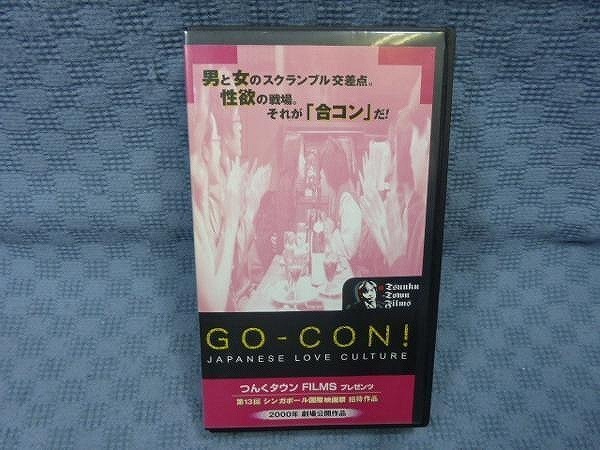 男と女のスクランブル交差点。
性欲の戦場。
それが「合コン」だ!
Tsunku
Town
Films
GO-CON!
JAPANESE LOVE CULTURE
つんくタウン FILMS プレゼンツ
第13回 シンガポール国際映画祭 招待作品
2000年 劇場公開作品